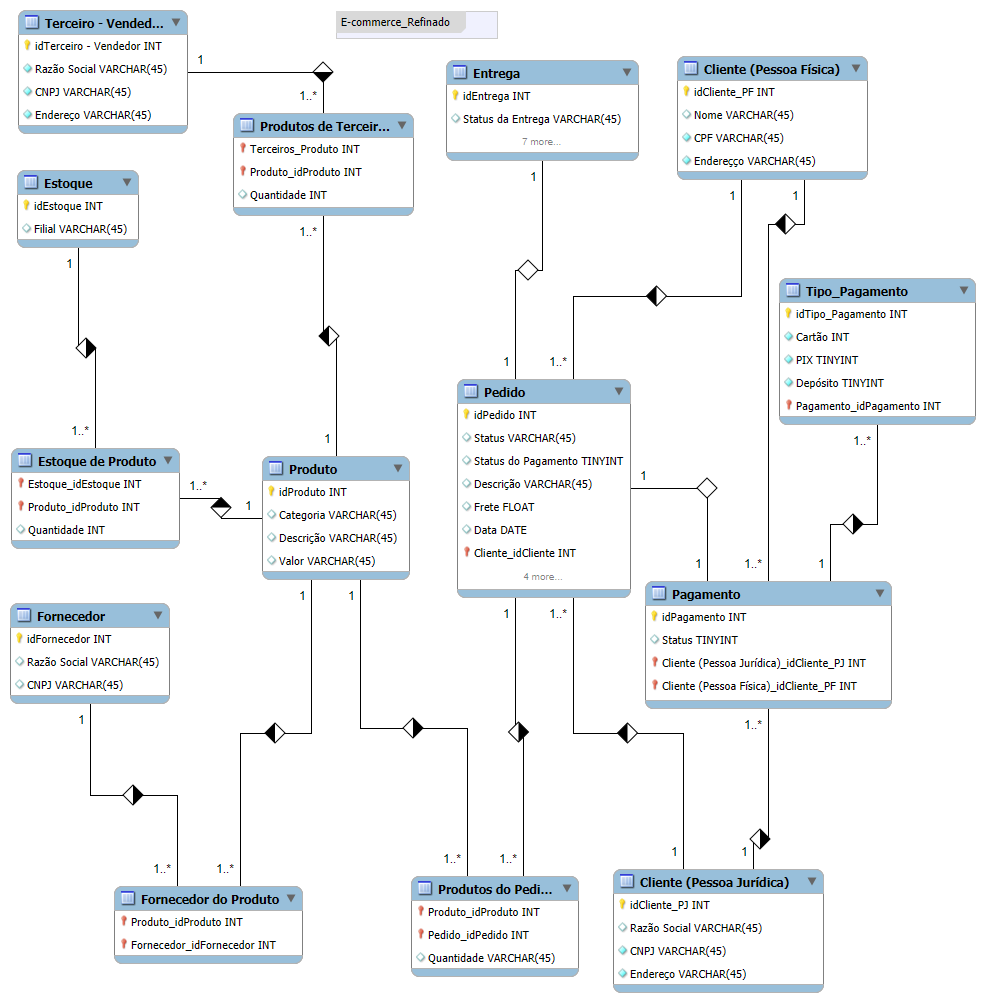 E-commerce_Refinado
Terceiro - Vended...
idTerceiro - Vendedor INT
Razão Social VARCHAR(45)
CNPJ VARCHAR(45)
Endereço VARCHAR(45)
1
1..*
Produtos de Terceir...
Terceiros_Produto INT
Produto_idProduto INT
Quantidade INT
1..*
1
Entrega
idEntrega INT
Status da Entrega VARCHAR(45)
7 more...
1
1
Cliente (Pessoa Física)
idCliente_PF INT
Nome VARCHAR(45)
CPF VARCHAR(45)
Endereçço VARCHAR(45)
1
1
1..*
1..*
Estoque
idEstoque INT
Filial VARCHAR(45)
1
1..*
Tipo_Pagamento
idTipo_Pagamento INT
Cartão INT
PIX TINYINT
Depósito TINYINT
Pagamento_idPagamento INT
1..*
1
Pedido
idPedido INT
Status VARCHAR(45)
Status do Pagamento TINYINT
Descrição VARCHAR(45)
Frete FLOAT
Data DATE
Cliente_idCliente INT
4 more...
1
1
1
1..*
Estoque de Produto
Estoque_idEstoque INT
Produto_idProduto INT
Quantidade INT
1..*
1
Produto
idProduto INT
Categoria VARCHAR(45)
Descrição VARCHAR(45)
Valor VARCHAR(45)
1
1
Pagamento
idPagamento INT
Status TINYINT
Cliente (Pessoa Jurídica)_idCliente_PJ INT
Cliente (Pessoa Física)_idCliente_PF INT
1..*
1
Fornecedor
idFornecedor INT
Razão Social VARCHAR(45)
CNPJ VARCHAR(45)
1
1..*
1..*
1..*
1..*
1
Fornecedor do Produto
Produto_idProduto INT
Fornecedor_idFornecedor INT
Produtos do Pedi...
Produto_idProduto INT
Pedido_idPedido INT
Quantidade VARCHAR(45)
Cliente (Pessoa Jurídica)
idCliente_PJ INT
Razão Social VARCHAR(45)
CNPJ VARCHAR(45)
Endereço VARCHAR(45)